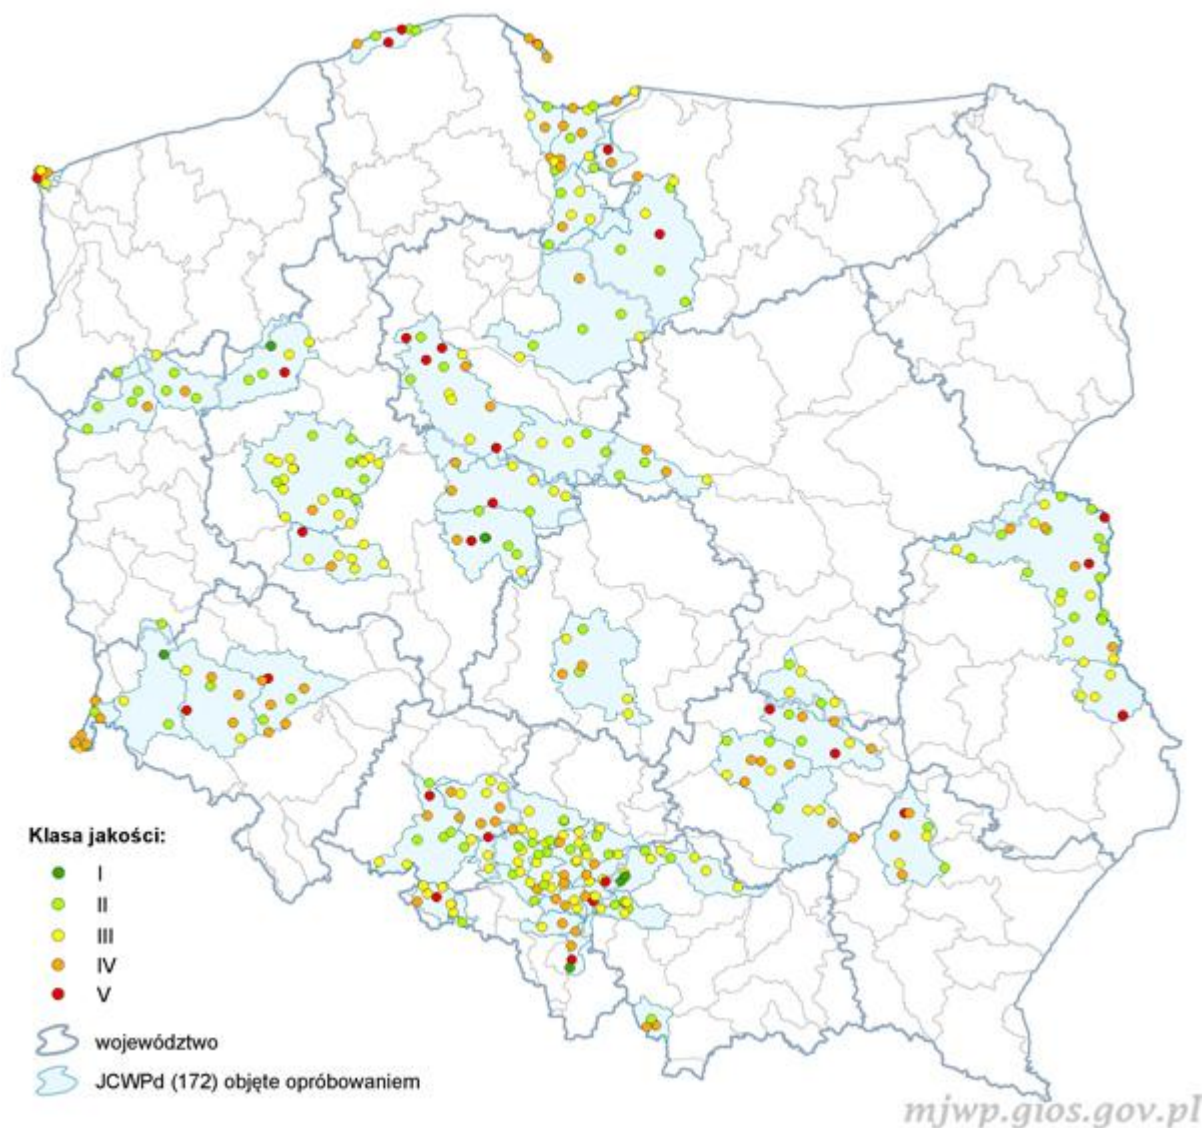 Klasa jakości:
I
II
III
IV
V
województwo
JCWPd (172) objęte opróbowaniem
mjwp.gios.gov.pl